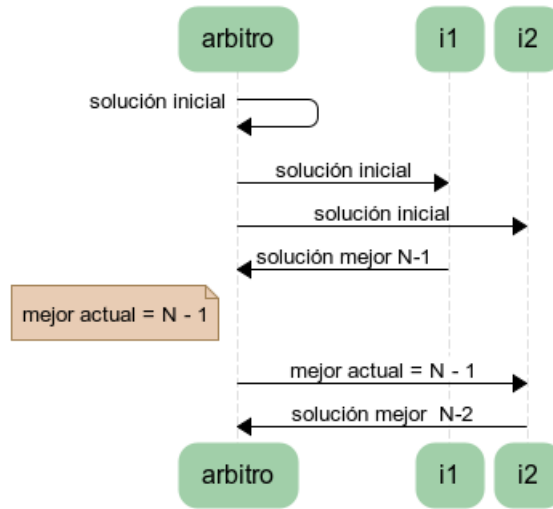 arbitro i1 i2
solución inicial
solución inicial
solución inicial
solución mejor N-1
mejor actual = N - 1
mejor actual = N - 1
solución mejor N-2
arbitro i1 i2